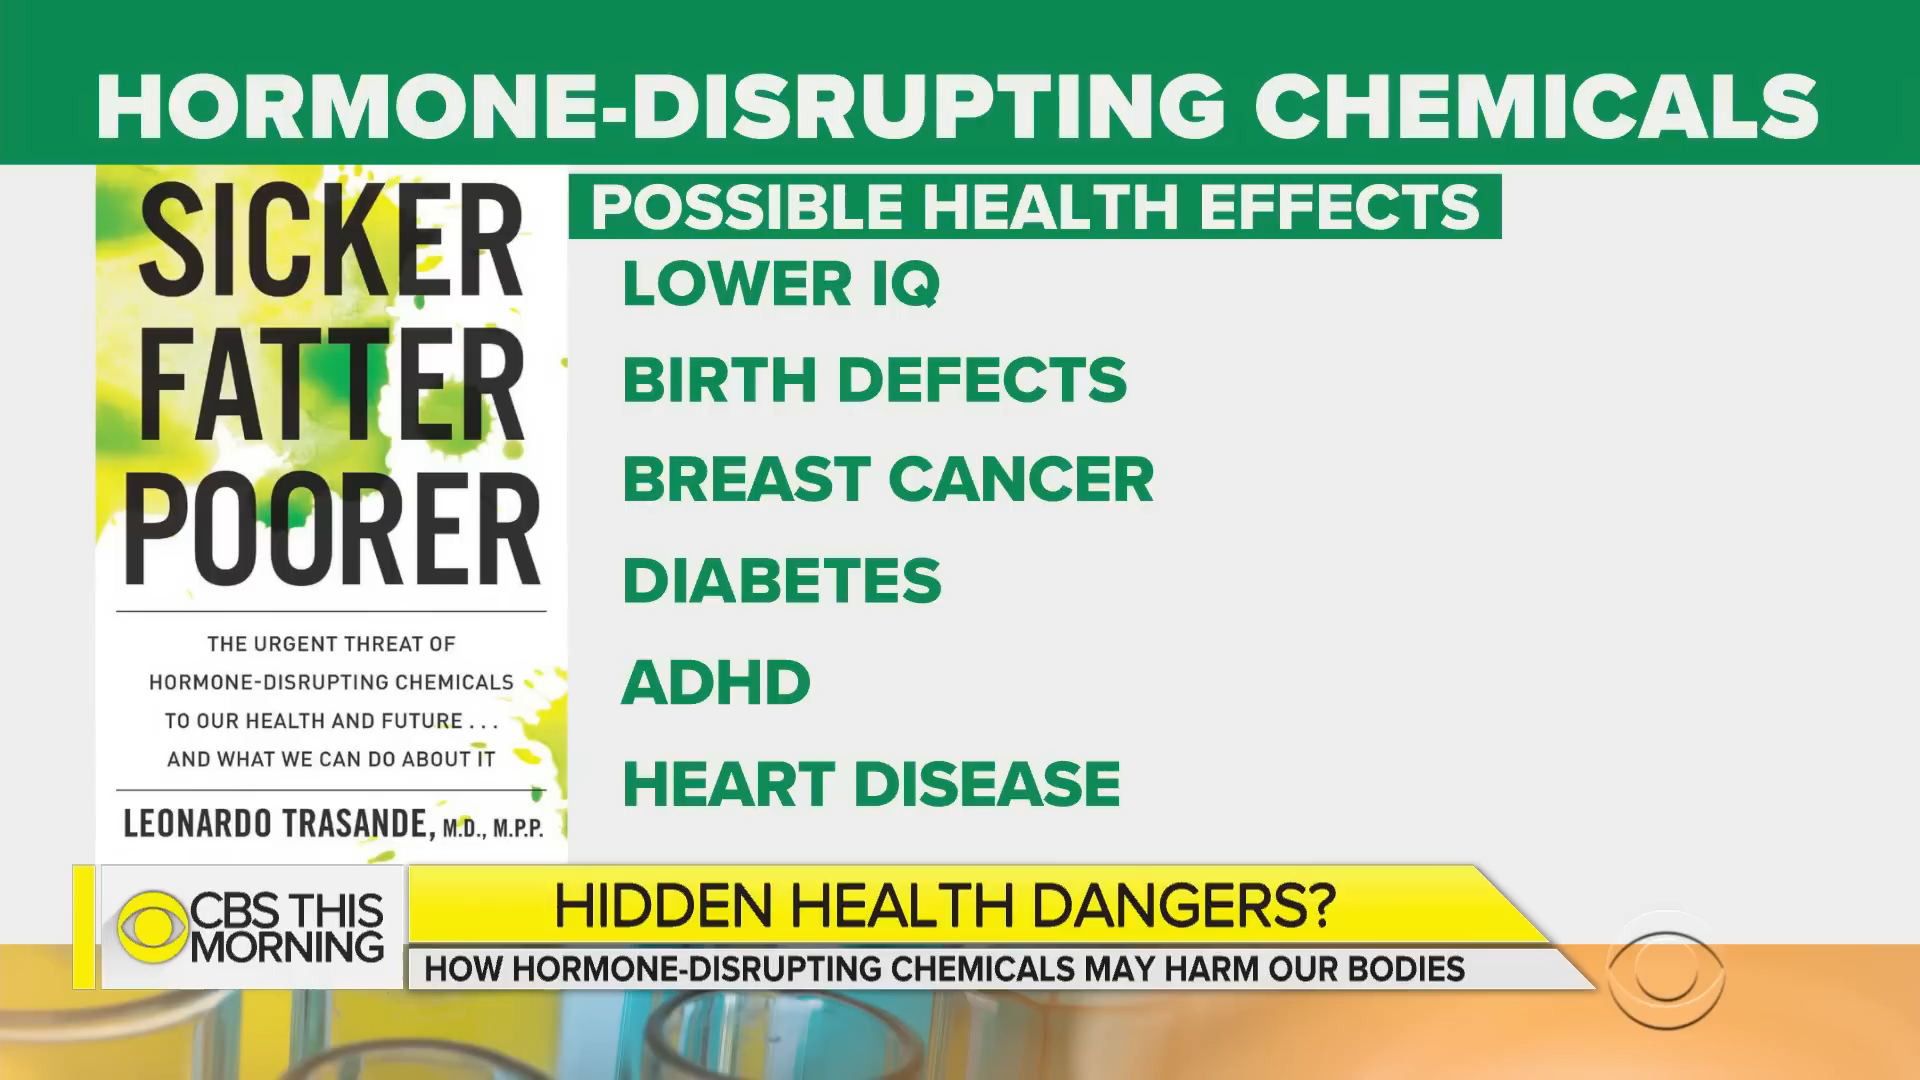 HORMONE-DISRUPTING CHEMICALS
SICKER
FATTER
POORER
THE URGENT THREAT OF
HORMONE-DISRUPTING CHEMICALS
TO OUR HEALTH AND FUTURE . . .
AND WHAT WE CAN DO ABOUT IT
LEONARDO TRASANDE, M.D., M.P.P.
POSSIBLE HEALTH EFFECTS
LOWER IQ
BIRTH DEFECTS
BREAST CANCER
DIABETES
ADHD
HEART DISEASE
CBS THIS
MORNING
HIDDEN HEALTH DANGERS?
HOW HORMONE-DISRUPTING CHEMICALS MAY HARM OUR BODIES